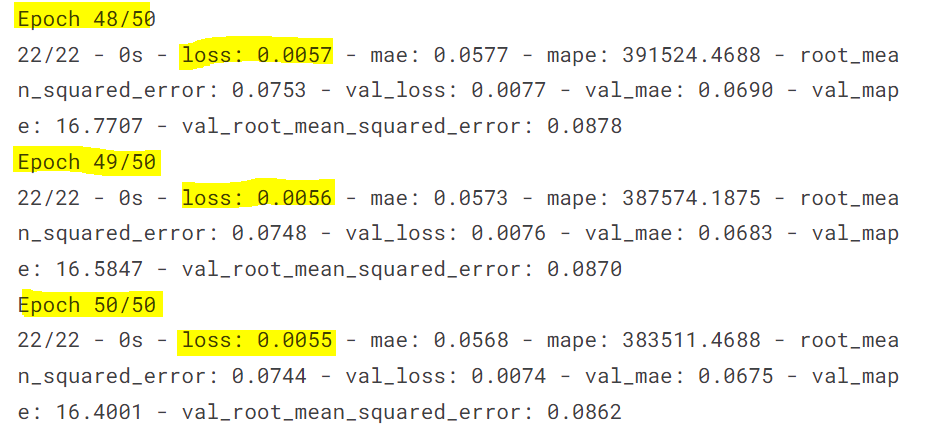 Epoch 48/50
22/22 - 0s - loss: 0.0057 - mae: 0.0577 - mape: 391524.4688 - root_mea
n_squared_error: 0.0753 - val_loss: 0.0077 - val_mae: 0.0690 - val_map
e: 16.7707 - val_root_mean_squared_error: 0.0878
Epoch 49/50
22/22 - 0s - loss: 0.0056 - mae: 0.0573 - mape: 387574.1875 - root_mea
n_squared_error: 0.0748 - val_loss: 0.0076 - val_mae: 0.0683 - val_map
e: 16.5847 - val_root_mean_squared_error: 0.0870
Epoch 50/50
22/22 - 0s - loss: 0.0055 - mae: 0.0568 - mape: 383511.4688 - root_mea
n_squared_error: 0.0744 - val_loss: 0.0074 - val_mae: 0.0675 - val_map
e: 16.4001 - val_root_mean_squared_error: 0.0862